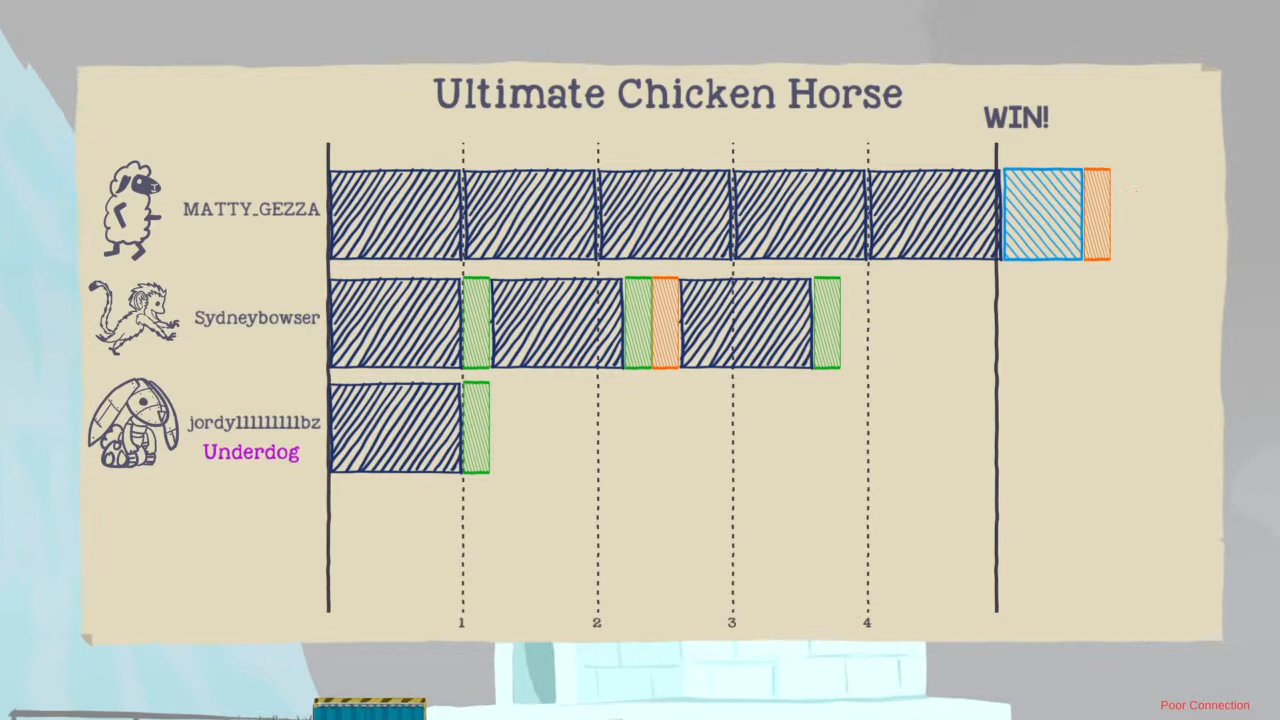 Ultimate Chicken Horse
WIN!
MATTY_GEZZA
Sydneybowser
jordy111111111bz
Underdog
1 2 3 4
Poor Connection